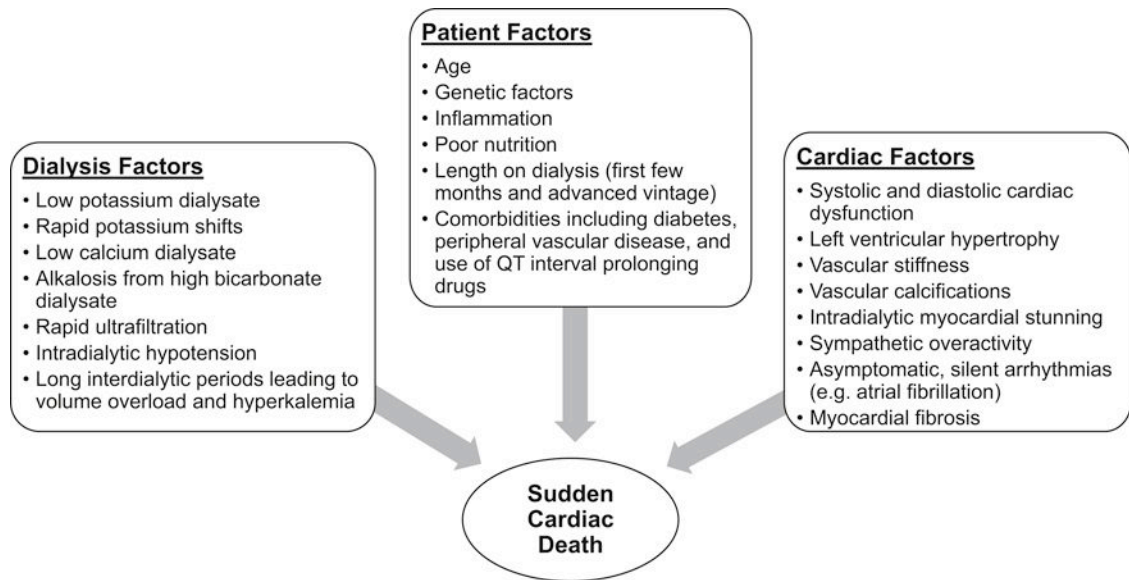 Patient Factors
• Age
• Genetic factors
• Inflammation
• Poor nutrition
• Length on dialysis (first few
months and advanced vintage)
• Comorbidities including diabetes,
peripheral vascular disease, and
use of QT interval prolonging
drugs
Dialysis Factors
• Low potassium dialysate
• Rapid potassium shifts
• Low calcium dialysate
• Alkalosis from high bicarbonate
dialysate
• Rapid ultrafiltration
• Intradialytic hypotension
• Long interdialytic periods leading to
volume overload and hyperkalemia
Cardiac Factors
• Systolic and diastolic cardiac
dysfunction
• Left ventricular hypertrophy
• Vascular stiffness
• Vascular calcifications
• Intradialytic myocardial stunning
• Sympathetic overactivity
• Asymptomatic, silent arrhythmias
(e.g. atrial fibrillation)
• Myocardial fibrosis
Sudden
Cardiac
Death